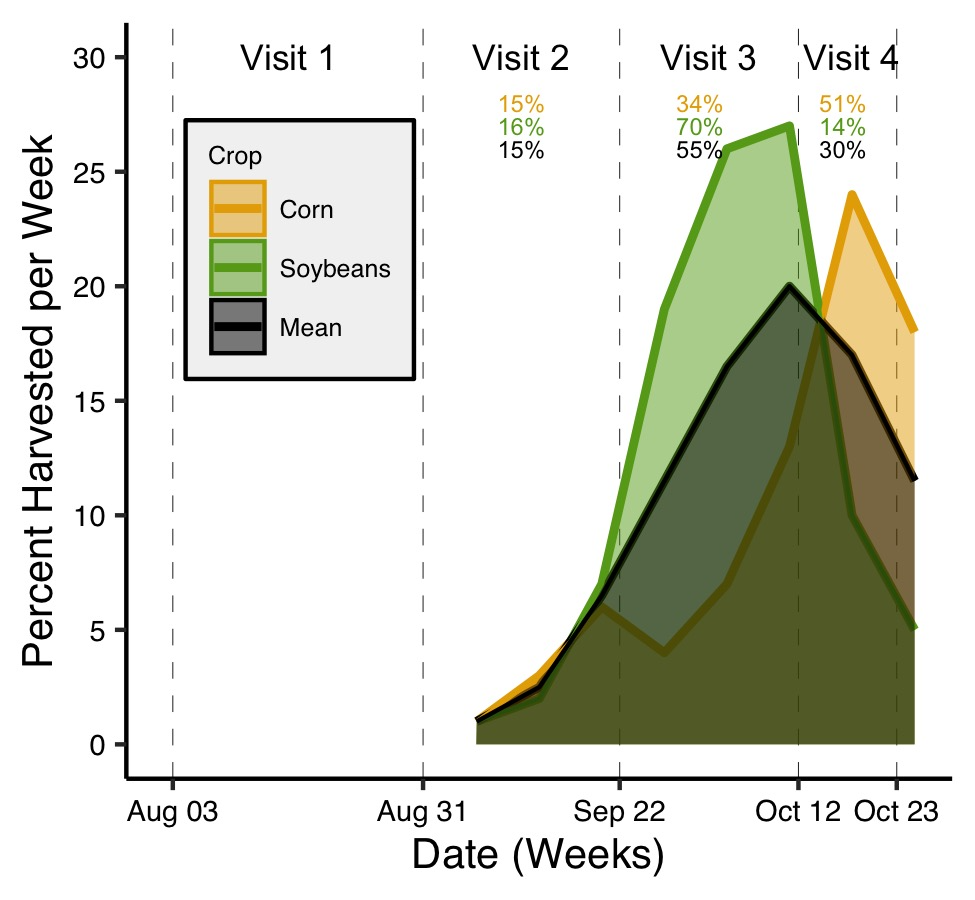 Visit 1
Visit 2
Visit 3
Visit 4
15%
16%
15%
34%
70%
55%
51%
14%
30%
Crop
Corn
Soybeans
Mean
Percent Harvested per Week
30
25
20
15
10
5
0
Aug 03
Aug 31
Sep 22
Oct 12
Oct 23
Date (Weeks)